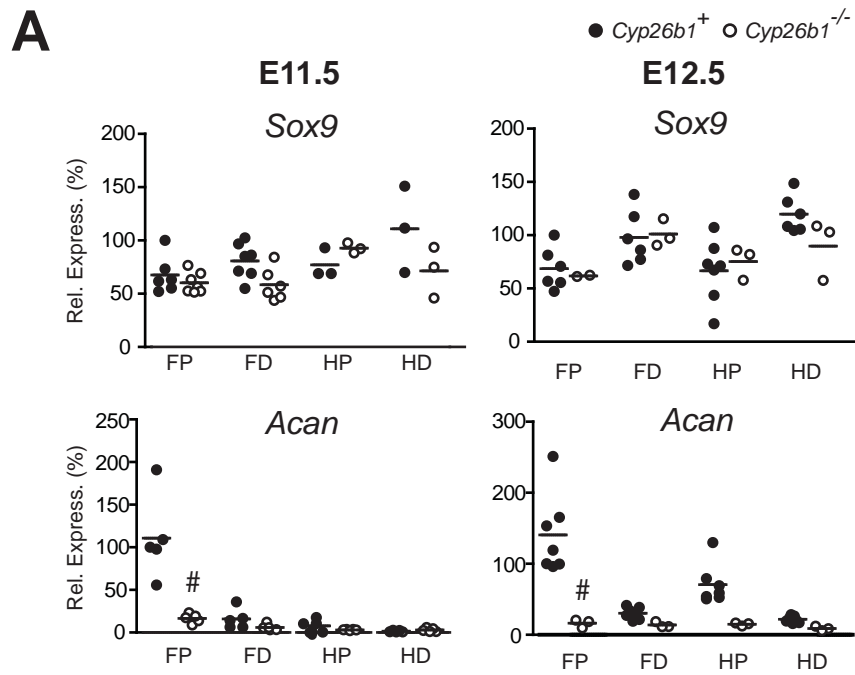 A
● Cyp26b1+ ○ Cyp26b1-/-
E11.5
E12.5
Sox9
Sox9
Rel. Express. (%)
200
150
100
50
0
FP FD HP HD
200
150
100
50
0
FP FD HP HD
Acan
Acan
Rel. Express. (%)
250
200
150
100
50
0
#
FP FD HP HD
300
200
100
0
#
FP FD HP HD